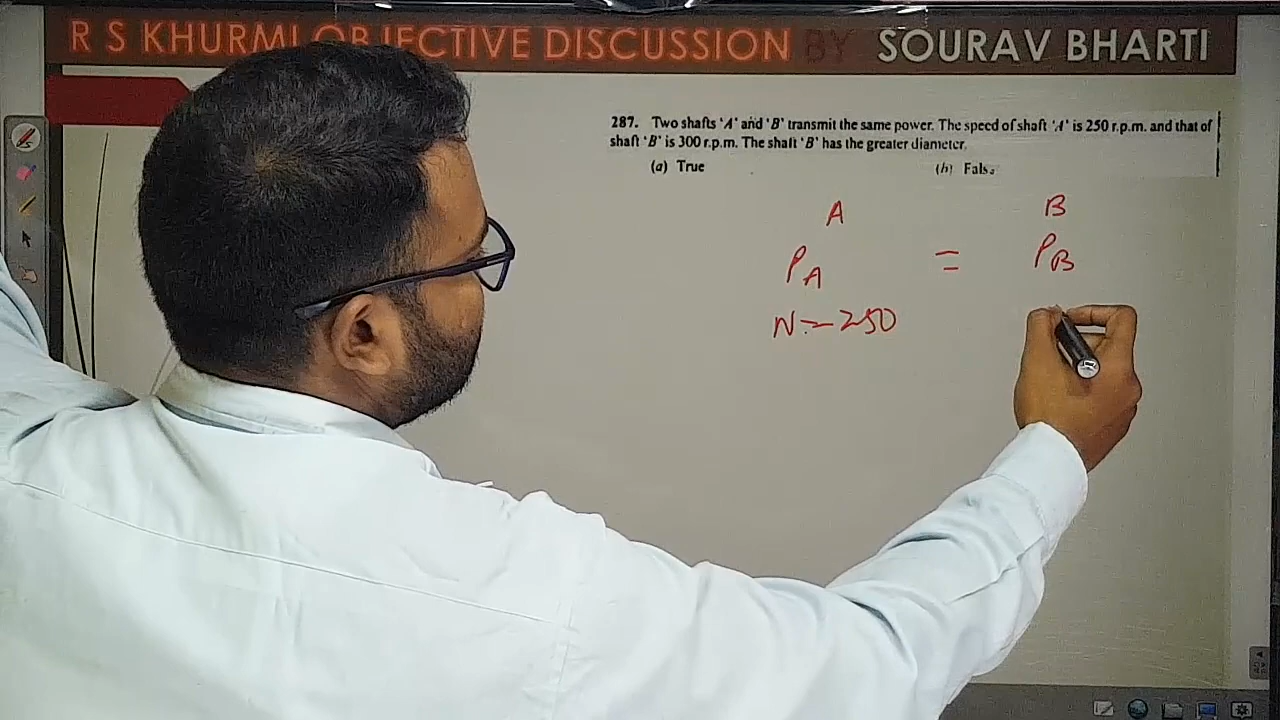 R S KHURMI OBJECTIVE DISCUSSION BY SOURAV BHARTI
287. Two shafts 'A' and 'B' transmit the same power. The speed of shaft 'A' is 250 r.p.m. and that of
shaft 'B' is 300 r.p.m. The shaft 'B' has the greater diameter.
(a) True (b) False
A B
PA = PB
N:-250